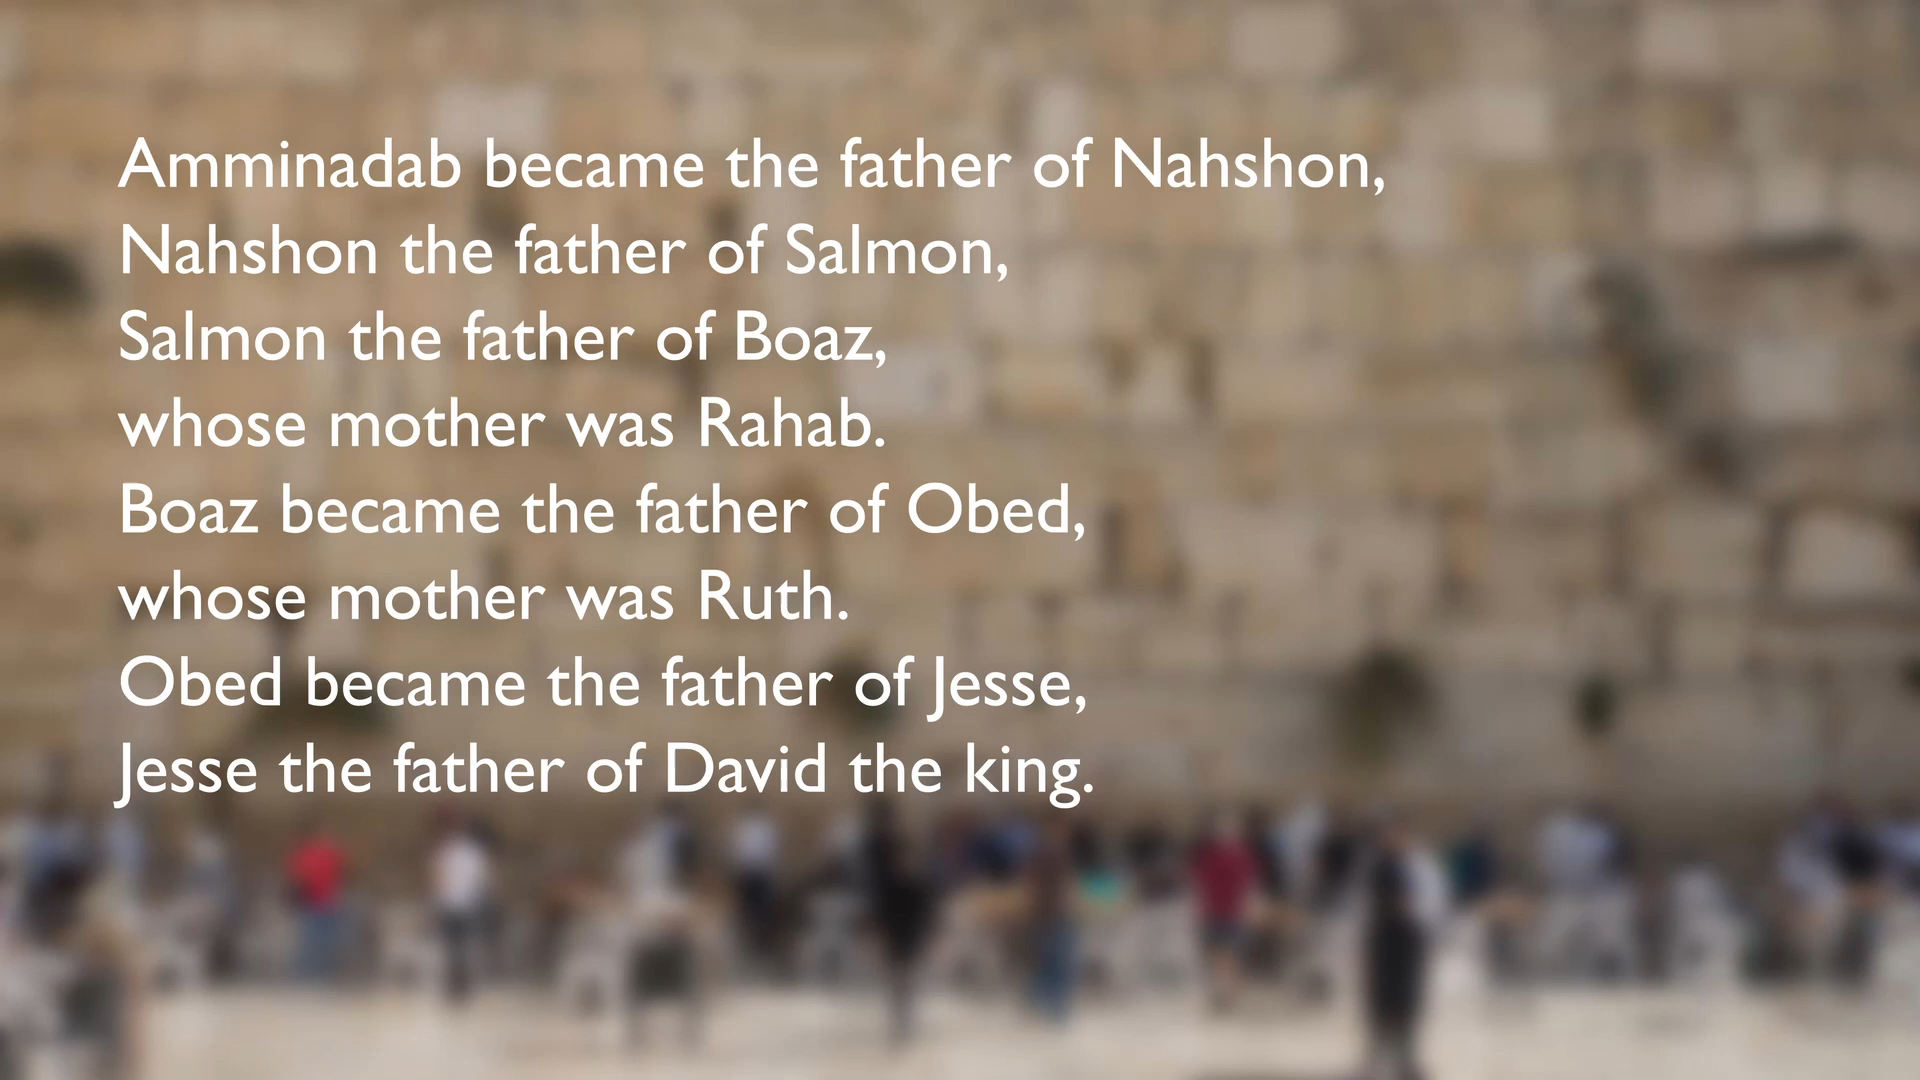 Amminadab became the father of Nahshon,
Nahshon the father of Salmon,
Salmon the father of Boaz,
whose mother was Rahab.
Boaz became the father of Obed,
whose mother was Ruth.
Obed became the father of Jesse,
Jesse the father of David the king.